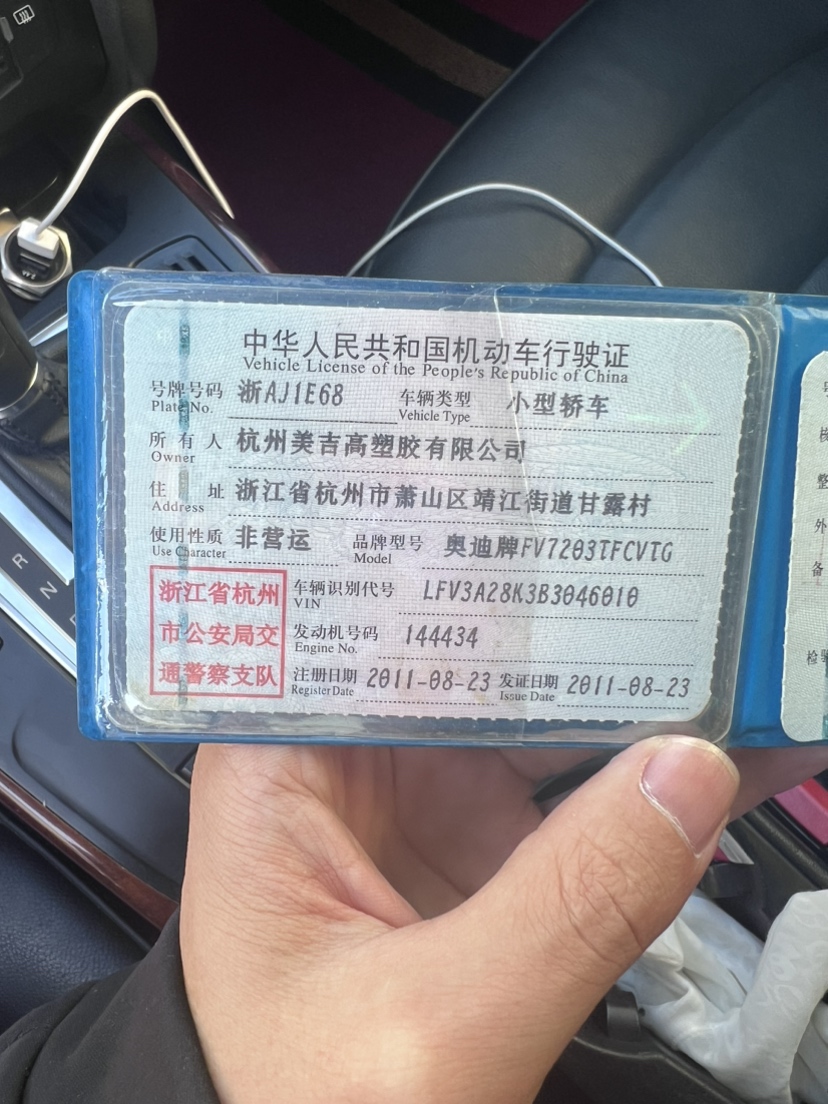 中华人民共和国机动车行驶证
Vehicle License of the People's Republic of China
号牌号码 浙AJ1E68 车辆类型 小型轿车
Plate No. Vehicle Type
所有人 杭州美吉高塑胶有限公司
Owner
住址 浙江省杭州市萧山区靖江街道甘露村
Address
使用性质 非营运 品牌型号 奥迪牌FV7203TFCVTG
Use Character Model
浙江省杭州
市公安局交
通警察支队
车辆识别代号 LFV3A28K3B3046010
VIN
发动机号码 144434
Engine No.
注册日期 2011-08-23 发证日期 2011-08-23
Register Date Issue Date
R
N